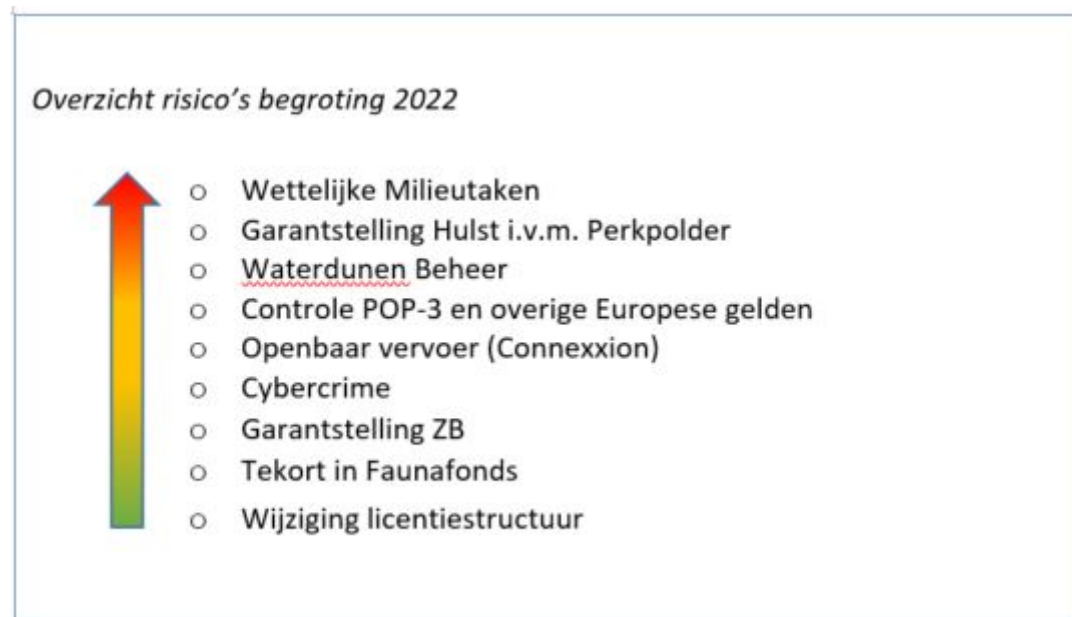 Overzicht risico's begroting 2022
o Wettelijke Milieutaken
o Garantstelling Hulst i.v.m. Perkpolder
o Waterdunen Beheer
o Controle POP-3 en overige Europese gelden
o Openbaar vervoer (Connexxion)
o Cybercrime
o Garantstelling ZB
o Tekort in Faunafonds
o Wijziging licentiestructuur